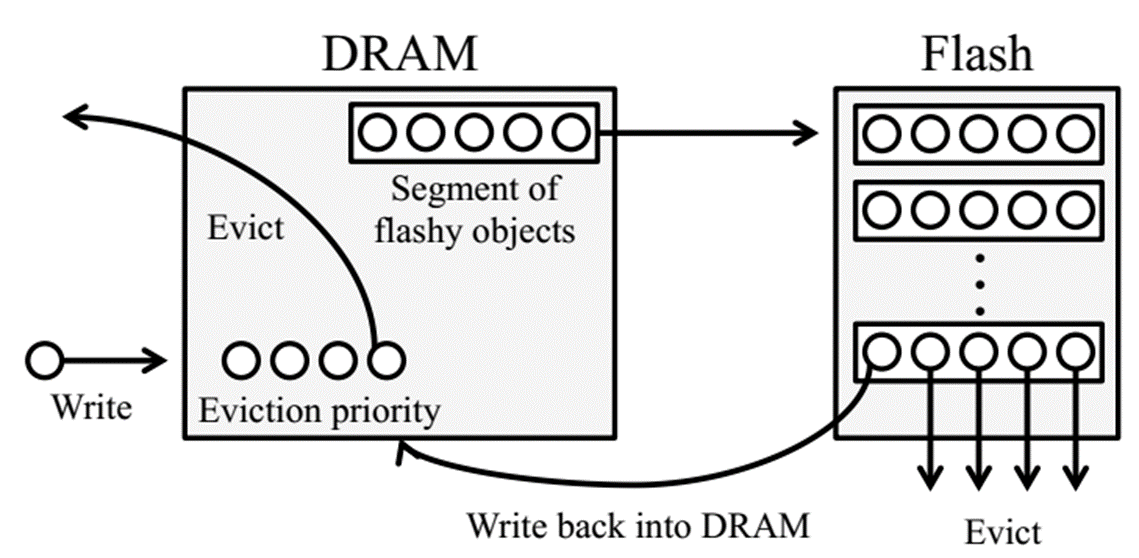 DRAM
Flash
Segment of
flashy objects
Evict
Write
Eviction priority
Write back into DRAM
Evict